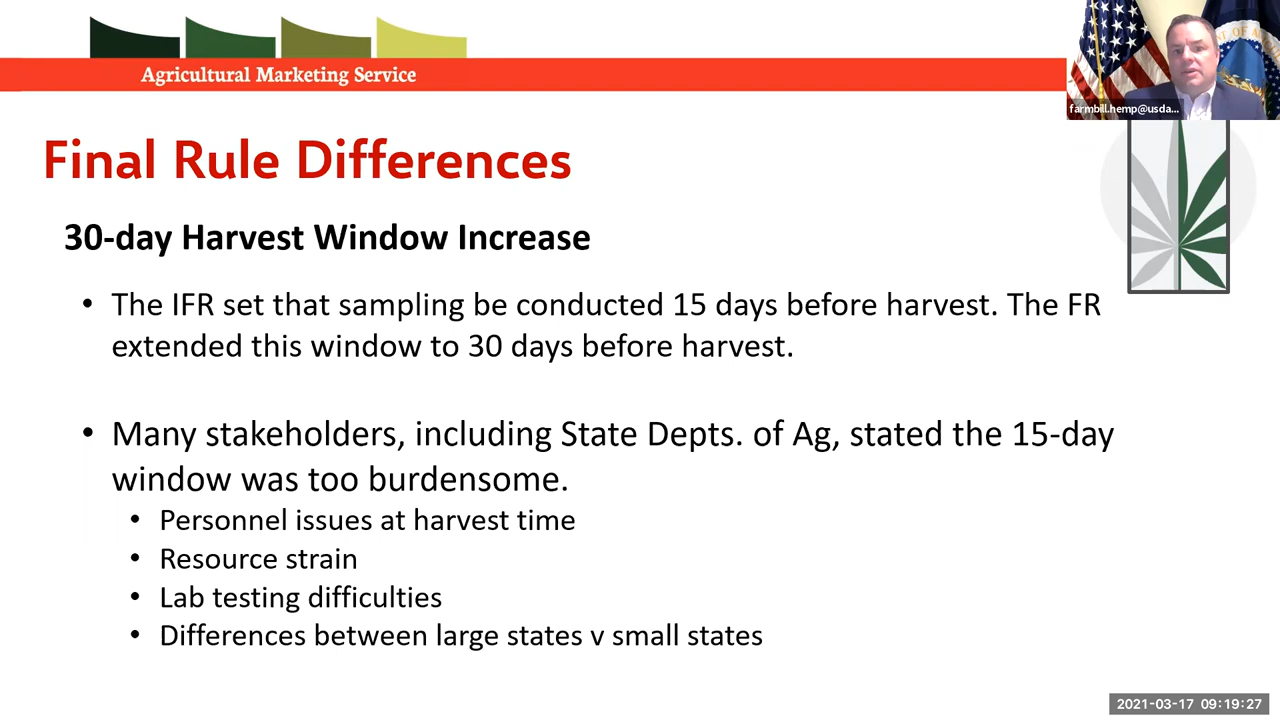 Agricultural Marketing Service
farmbill.hemp@usda...
Final Rule Differences
30-day Harvest Window Increase
• The IFR set that sampling be conducted 15 days before harvest. The FR
extended this window to 30 days before harvest.
• Many stakeholders, including State Depts. of Ag, stated the 15-day
window was too burdensome.
• Personnel issues at harvest time
• Resource strain
• Lab testing difficulties
• Differences between large states v small states
2021-03-17 09:19:27